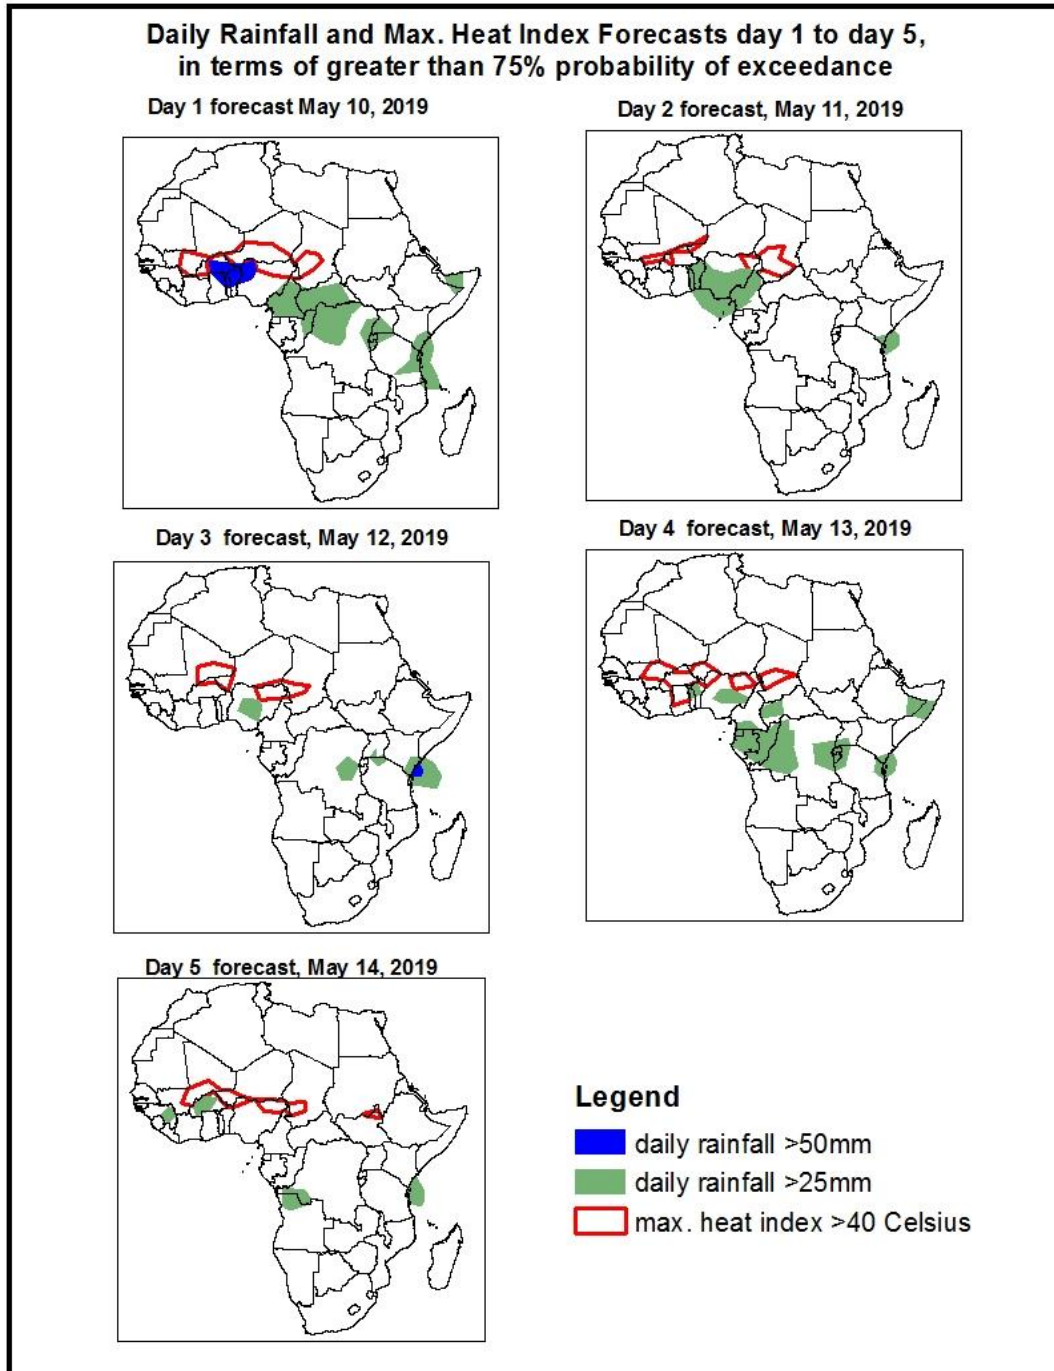 Daily Rainfall and Max. Heat Index Forecasts day 1 to day 5,
in terms of greater than 75% probability of exceedance
Day 1 forecast May 10, 2019
Day 2 forecast, May 11, 2019
Day 3 forecast, May 12, 2019
Day 4 forecast, May 13, 2019
Day 5 forecast, May 14, 2019
Legend
daily rainfall >50mm
daily rainfall >25mm
max. heat index >40 Celsius